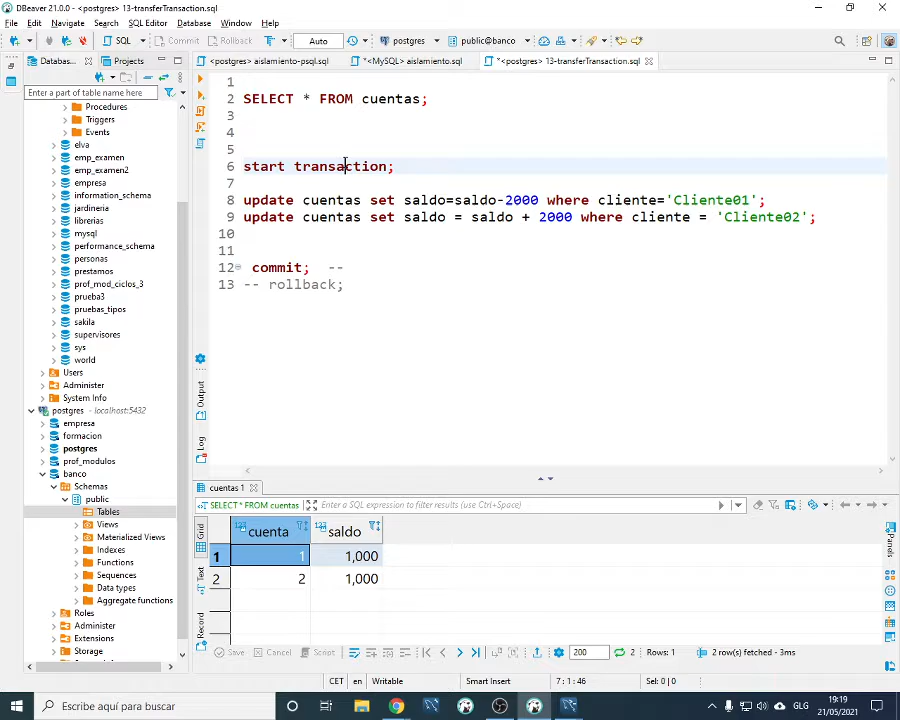 DBeaver 21.0.0 - <postgres> 13-transferTransaction.sql
File Edit Navigate Search SQL Editor Database Window Help
SQL Commit Rollback Auto postgres public@banco
Databas... Projects <postgres> aislamiento-psql.sql *<MySQL> aislamiento.sql *<postgres> 13-transferTransaction.sql
Enter a part of table name here
Procedures
Triggers
Events
elva
emp_examen
emp_examen2
empresa
information_schema
jardineria
librerias
mysql
performance_schema
personas
prestamos
prof_mod_ciclos_3
prueba3
pruebas_tipos
sakila
supervisores
sys
world
Users
Administer
System Info
postgres - localhost:5432
empresa
formacion
postgres
prof_modulos
banco
Schemas
public
Tables
Views
Materialized Views
Indexes
Functions
Sequences
Data types
Aggregate functions
Roles
Administer
Extensions
Storage
1
2 SELECT * FROM cuentas;
3
4
5
6 start transaction;
7
8 update cuentas set saldo=saldo-2000 where cliente='Cliente01';
9 update cuentas set saldo = saldo + 2000 where cliente = 'Cliente02';
10
11
12 commit; --
13 -- rollback;
Output
Log
cuentas 1
SELECT * FROM cuentas Enter a SQL expression to filter results (use Ctrl+Space)
Grid
Text
Record
Panels
cuenta saldo
1 1 1,000
2 2 1,000
Save Cancel Script 200 2 Rows: 1 2 row(s) fetched - 3ms
CET en Writable Smart Insert 7 : 1 : 46 Sel: 0 | 0
Escribe aquí para buscar GLG 19:19
21/05/2021